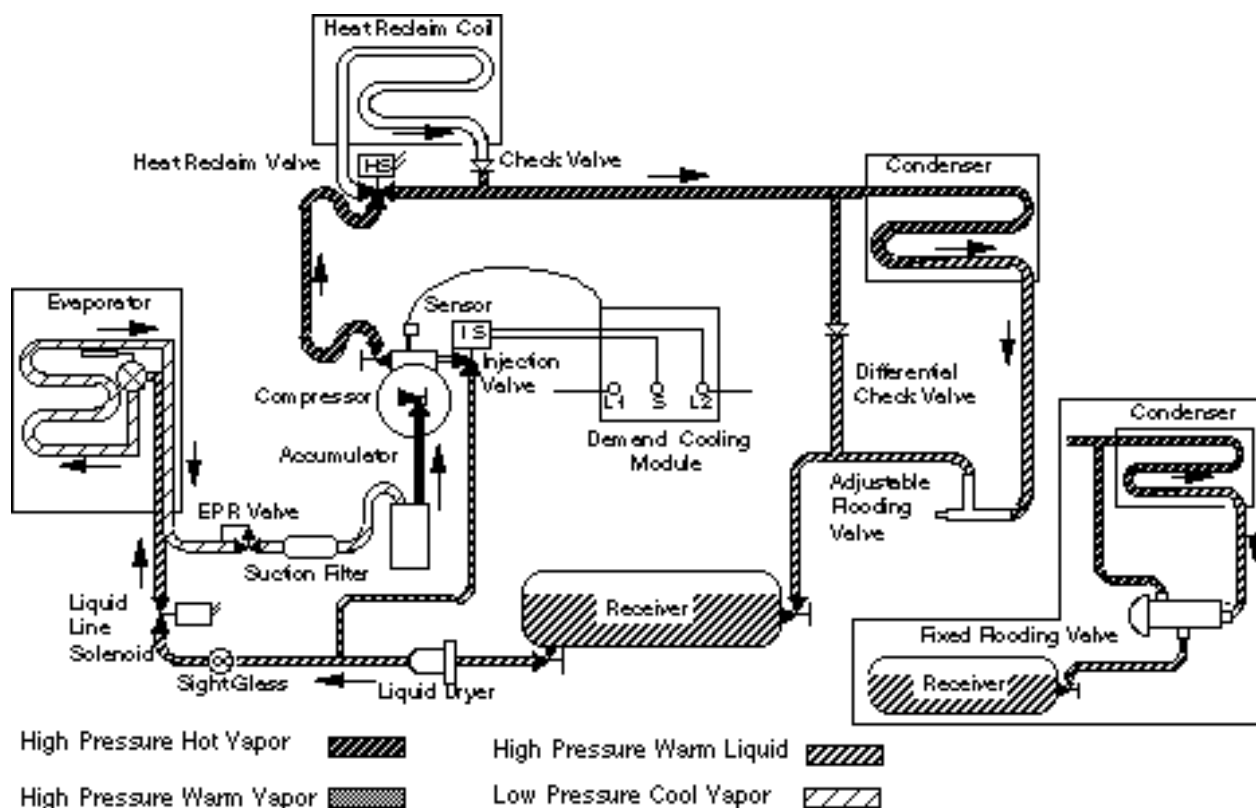 Heat Reclaim Coil
Heat Reclaim Valve
HS
Check Valve
Condenser
Evaporator
Sensor
IS
Injection
Valve
Compressor
L1
S
L2
Demand Cooling
Module
Differential
Check Valve
Condenser
Accumulator
Adjustable
Flooding
Valve
EPR Valve
Suction Filter
Liquid
Line
Solenoid
Receiver
Fixed Flooding Valve
Sight Glass
Liquid Dryer
Receiver
High Pressure Hot Vapor
High Pressure Warm Liquid
High Pressure Warm Vapor
Low Pressure Cool Vapor